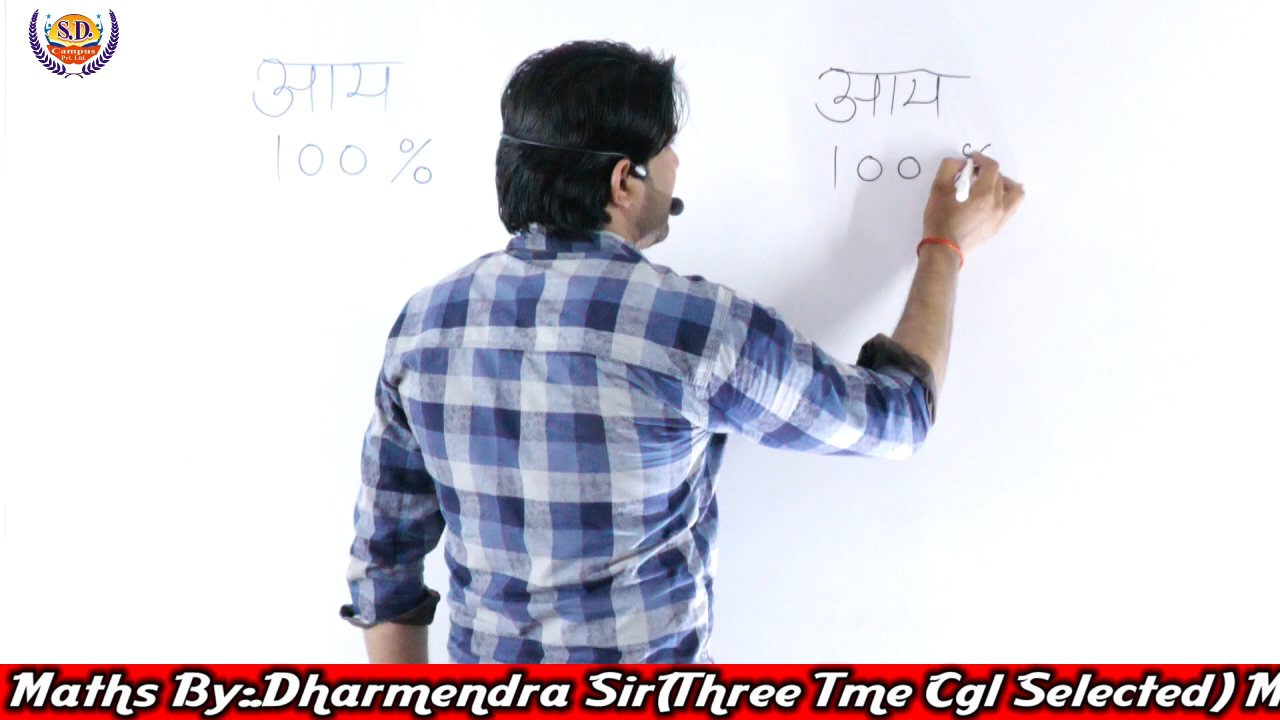 S.D.
Campus
Pvt. Ltd.
आय
100 %
आय
100 %
Maths By:-Dharmendra Sir(Three Tme Cgl Selected) M